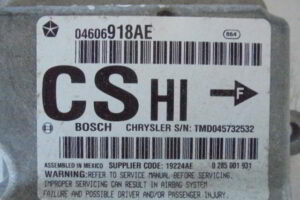 04606918AE
864
CS HI F
BOSCH CHRYSLER S/N: TMD045732532
ASSEMBLED IN MEXICO SUPPLIER CODE: 19224AE 0 285 001 931
WARNING:REFER TO SERVICE MANUAL BEFORE SERVICING.
IMPROPER SERVICING CAN RESULT IN AIRBAG SYSTEM
FAILURE AND POSSIBLE DRIVER AND/OR PASSENGER INJURY.